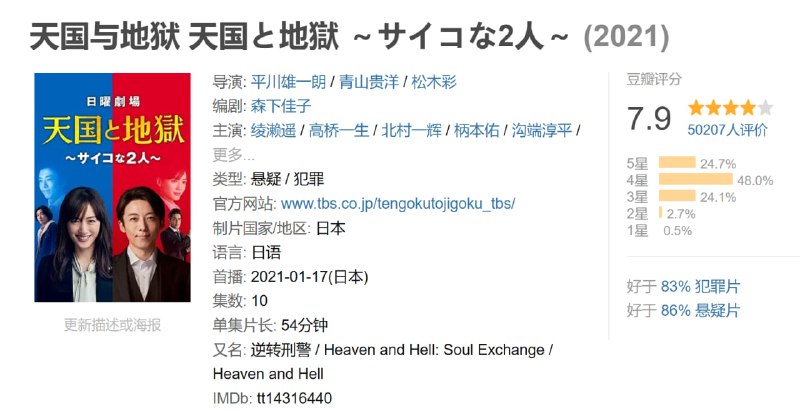 天国与地狱 天国と地獄 ～サイコな2人～ (2021)
日曜劇場
天国と地獄
～サイコな2人～
更新描述或海报
导演: 平川雄一朗 / 青山贵洋 / 松木彩
编剧: 森下佳子
主演: 绫濑遥 / 高桥一生 / 北村一辉 / 柄本佑 / 沟端淳平 /
更多...
类型: 悬疑 / 犯罪
官方网站: www.tbs.co.jp/tengokutojigoku_tbs/
制片国家/地区: 日本
语言: 日语
首播: 2021-01-17(日本)
集数: 10
单集片长: 54分钟
又名: 逆转刑警 / Heaven and Hell: Soul Exchange /
Heaven and Hell
IMDb: tt14316440
豆瓣评分
7.9
50207人评价
5星 24.7%
4星 48.0%
3星 24.1%
2星 2.7%
1星 0.5%
好于 83% 犯罪片
好于 86% 悬疑片